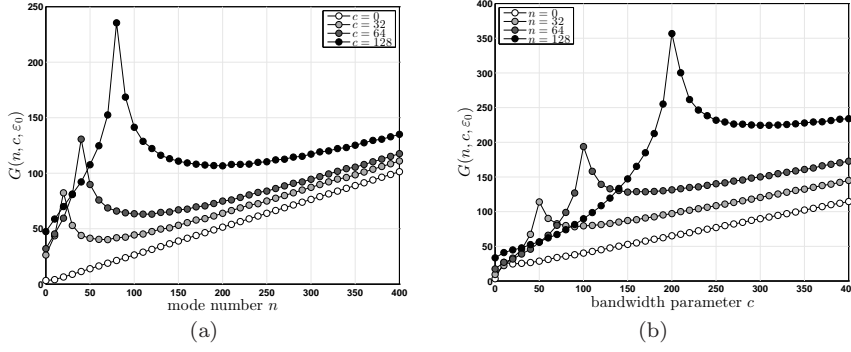 250
200
150
100
50
0
G(n, c, ε₀)
c = 0
c = 32
c = 64
c = 128
0 50 100 150 200 250 300 350 400
mode number n
(a)
400
350
300
250
200
150
100
50
0
G(n, c, ε₀)
n = 0
n = 32
n = 64
n = 128
0 50 100 150 200 250 300 350 400
bandwidth parameter c
(b)